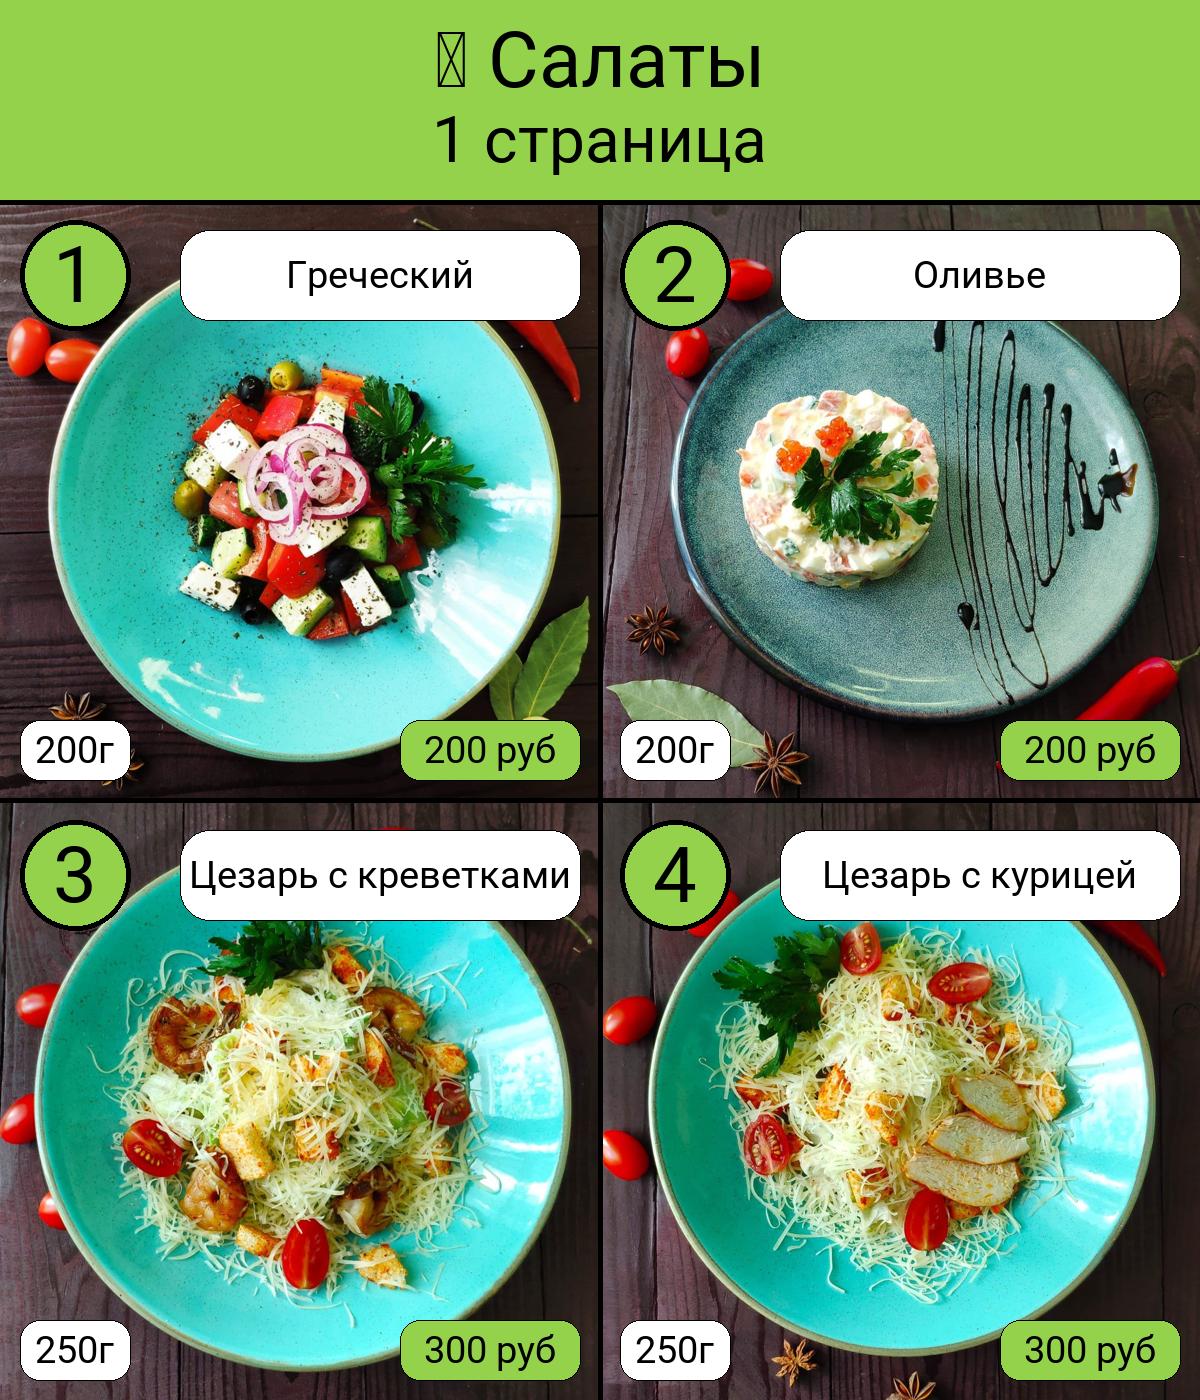 Салаты
1 страница
1
Греческий
200г
200 руб
2
Оливье
200г
200 руб
3
Цезарь с креветками
250г
300 руб
4
Цезарь с курицей
250г
300 руб